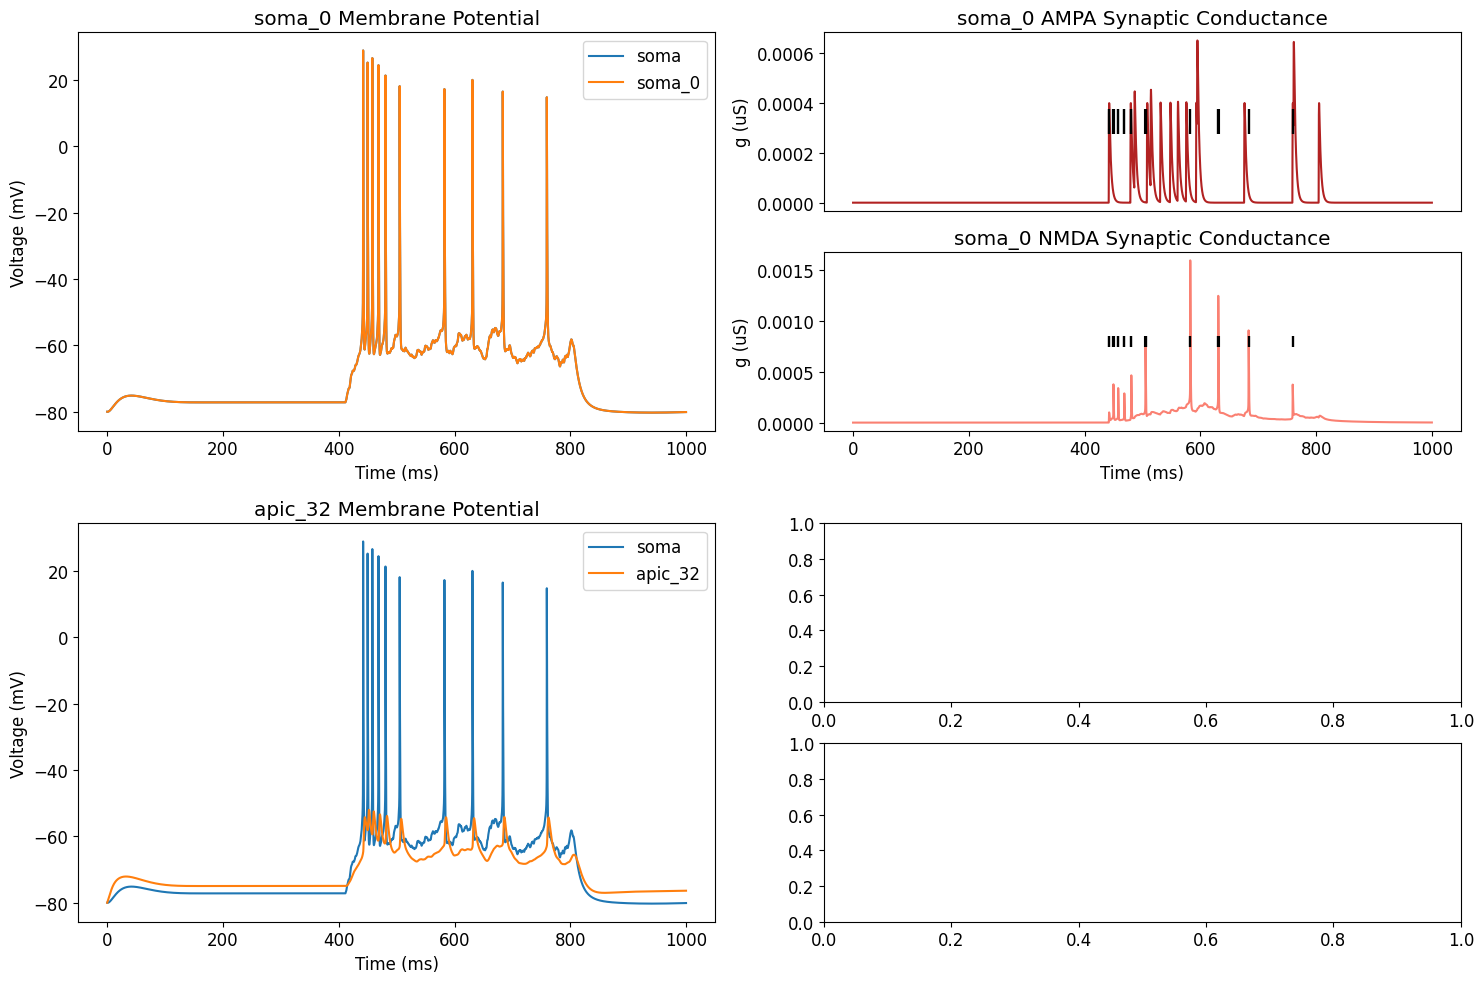 soma_0 Membrane Potential
Voltage (mV)
20
0
−20
−40
−60
−80
0 200 400 600 800 1000
Time (ms)
soma
soma_0
soma_0 AMPA Synaptic Conductance
g (uS)
0.0006
0.0004
0.0002
0.0000
soma_0 NMDA Synaptic Conductance
g (uS)
0.0015
0.0010
0.0005
0.0000
0 200 400 600 800 1000
Time (ms)
apic_32 Membrane Potential
Voltage (mV)
20
0
−20
−40
−60
−80
0 200 400 600 800 1000
Time (ms)
soma
apic_32
1.0
0.8
0.6
0.4
0.2
0.0
0.0 0.2 0.4 0.6 0.8 1.0
1.0
0.8
0.6
0.4
0.2
0.0
0.0 0.2 0.4 0.6 0.8 1.0